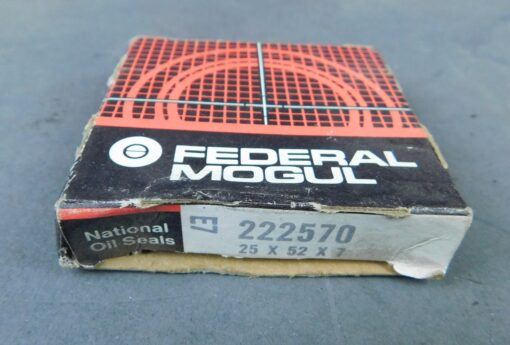 FEDERAL
MOGUL
National
Oil Seals
E7
222570
25 X 52 X 7